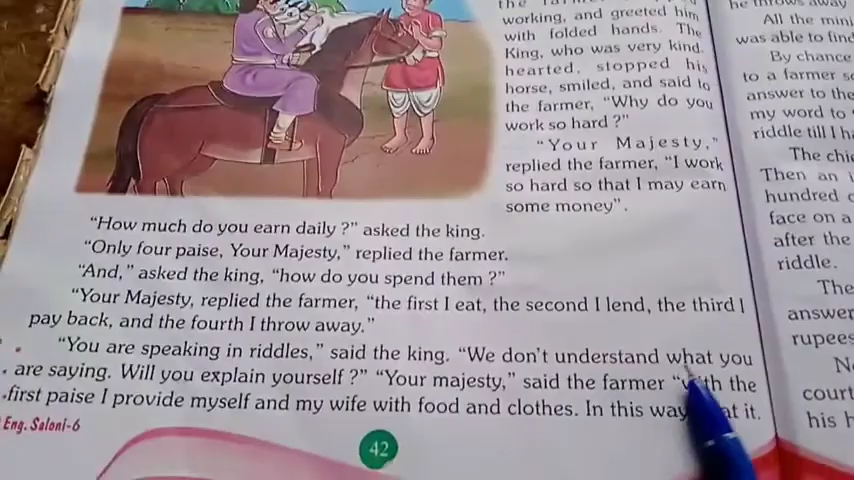 working, and greeted him
with folded hands. The
King, who was very kind.
hearted, stopped his
horse, smiled, and said to
the farmer, "Why do you
work so hard ?"
"Your Majesty,"
replied the farmer, "I work
so hard so that I may earn
some money".
"How much do you earn daily ?" asked the king.
"Only four paise, Your Majesty," replied the farmer.
"And," asked the king, "how do you spend them ?"
"Your Majesty, replied the farmer, "the first I eat, the second I lend, the third I
pay back, and the fourth I throw away."
"You are speaking in riddles," said the king. "We don't understand what you
are saying. Will you explain yourself ?" "Your majesty," said the farmer "with the
first paise I provide myself and my wife with food and clothes. In this way it.
Eng. Saloni-6
42
he throws away
All the
was able to find
By chance
to a farmer
answer to the
my word to
riddle till I
The
Then an
hundred
face on a
after the
riddle.
The
answer
rupees
court
his